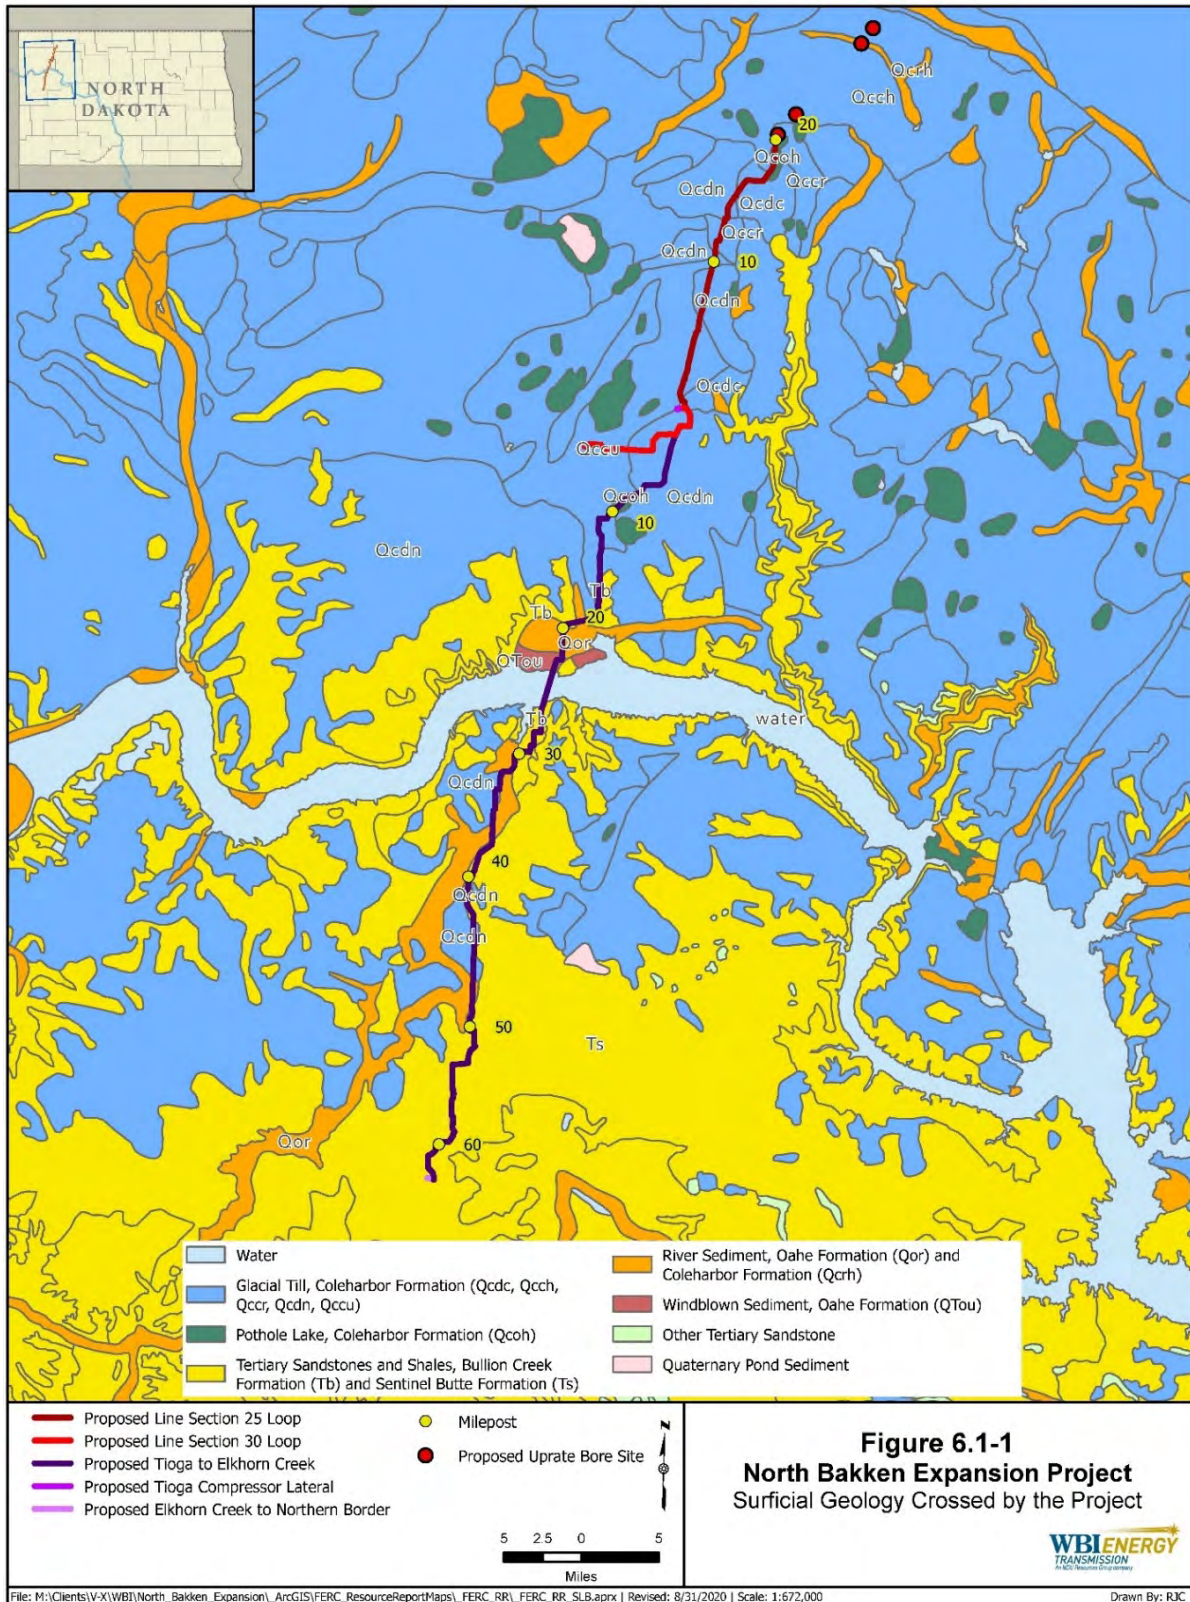 NORTH
DAKOTA
Qcrh
Qcch
20
Qcoh
Qcdn
Qccr
Qcdc
Qccr
Qcdn
10
Qcdn
Qcdc
Qccu
Qcoh
Qcdn
10
Qcdn
Tb
Tb
20
Qor
QTou
Tb
water
30
Qcdn
40
Qcdn
Qcdn
50
Ts
Qor
60
Water
Glacial Till, Coleharbor Formation (Qcdc, Qcch,
Qccr, Qcdn, Qccu)
Pothole Lake, Coleharbor Formation (Qcoh)
Tertiary Sandstones and Shales, Bullion Creek
Formation (Tb) and Sentinel Butte Formation (Ts)
River Sediment, Oahe Formation (Qor) and
Coleharbor Formation (Qcrh)
Windblown Sediment, Oahe Formation (QTou)
Other Tertiary Sandstone
Quaternary Pond Sediment
Proposed Line Section 25 Loop
Proposed Line Section 30 Loop
Proposed Tioga to Elkhorn Creek
Proposed Tioga Compressor Lateral
Proposed Elkhorn Creek to Northern Border
Milepost
Proposed Uprate Bore Site
N
5 2.5 0 5
Miles
Figure 6.1-1
North Bakken Expansion Project
Surficial Geology Crossed by the Project
WBI ENERGY
TRANSMISSION
An MDU Resources Group company
File: M:\Clients\V-X\WBI\North_Bakken_Expansion\_ArcGIS\FERC_ResourceReportMaps\_FERC_RR\_FERC_RR_SLB.aprx | Revised: 8/31/2020 | Scale: 1:672,000
Drawn By: RJC